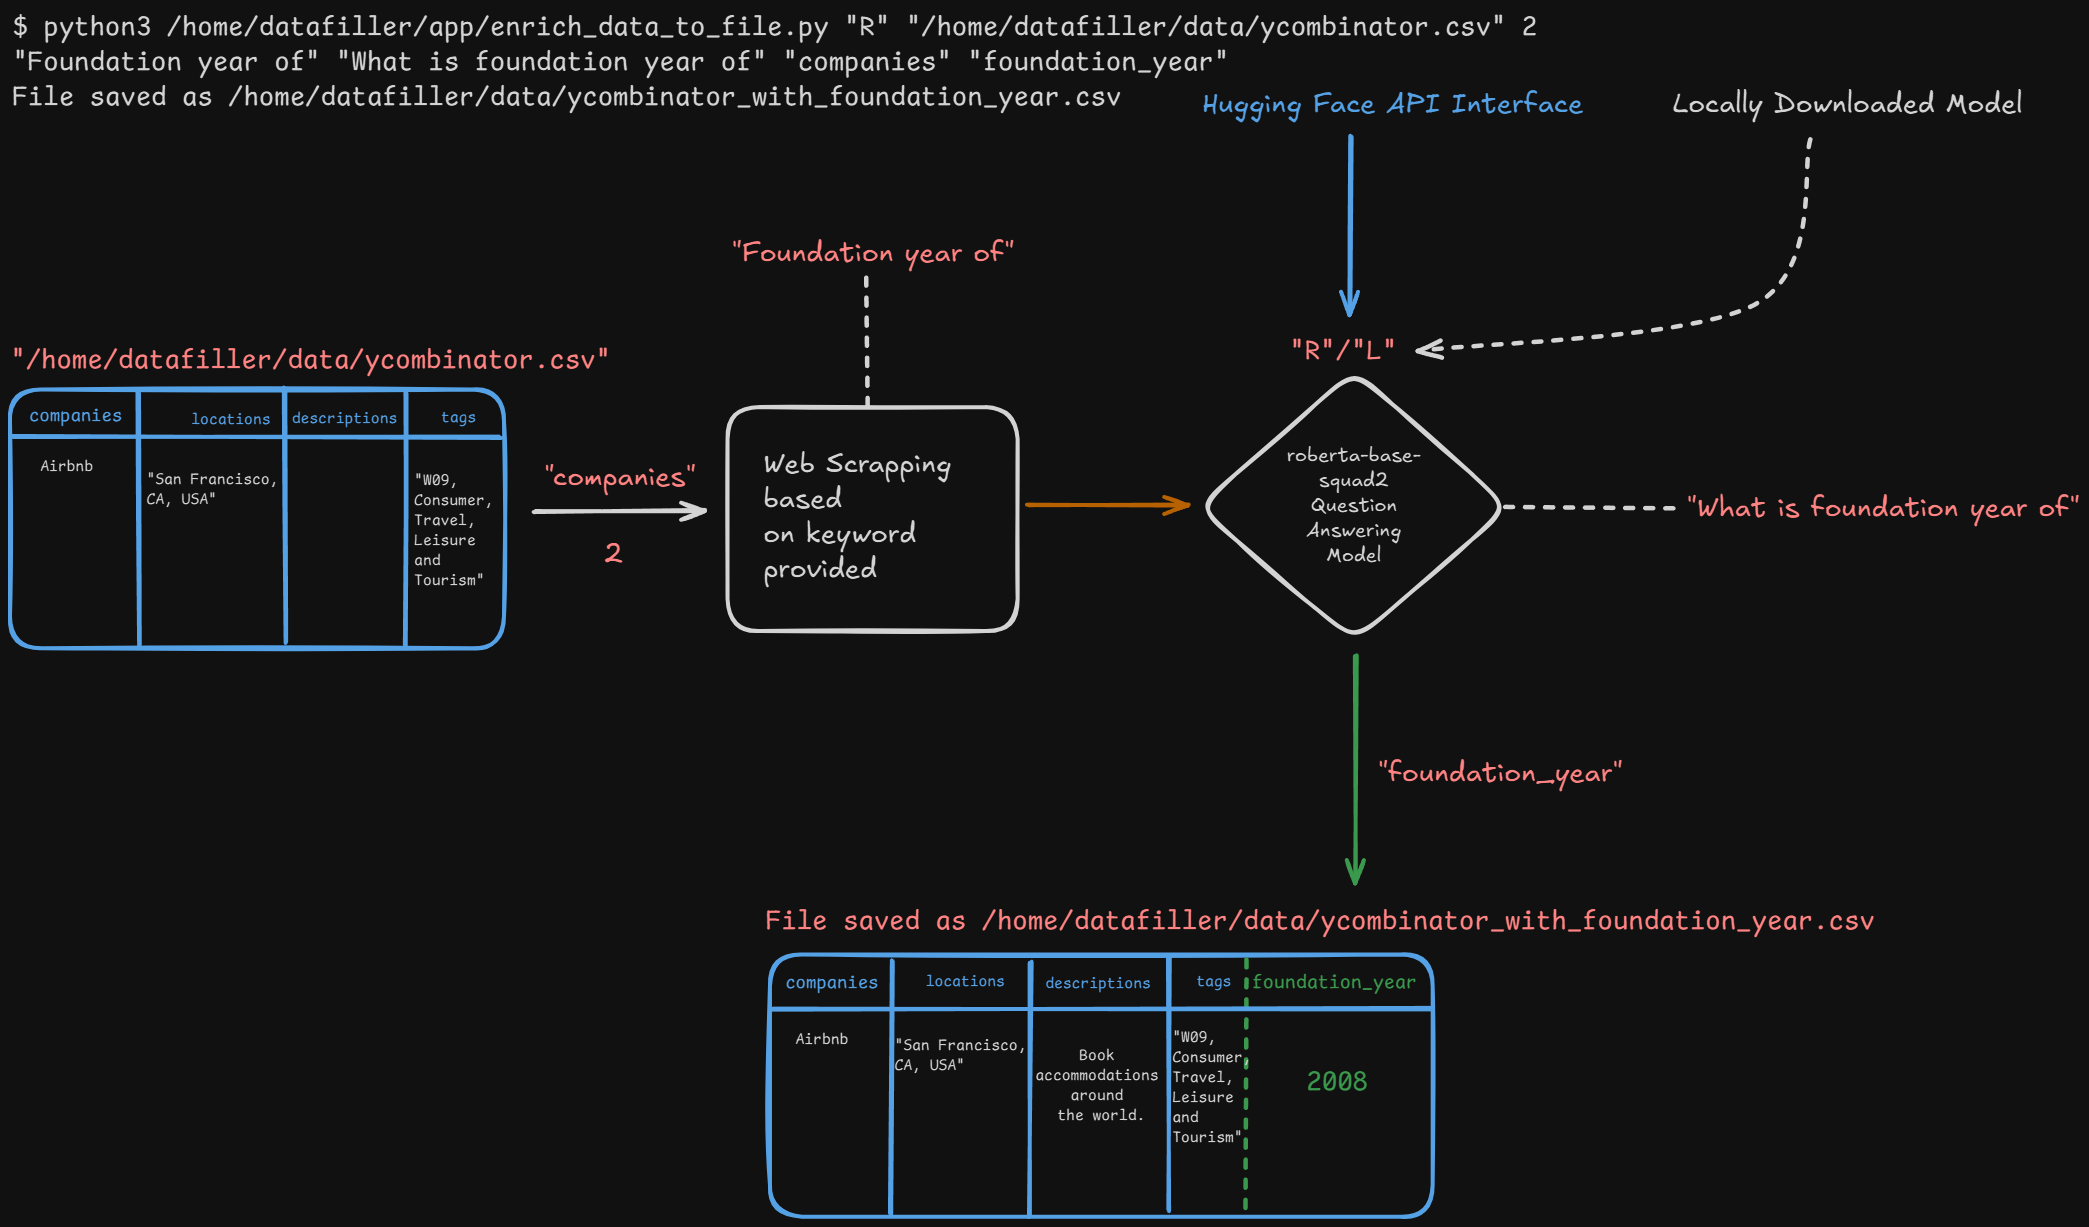 $ python3 /home/datafiller/app/enrich_data_to_file.py "R" "/home/datafiller/data/ycombinator.csv" 2
"Foundation year of" "What is foundation year of" "companies" "foundation_year"
File saved as /home/datafiller/data/ycombinator_with_foundation_year.csv
Hugging Face API Interface
Locally Downloaded Model
"Foundation year of"
"R"/"L"
"/home/datafiller/data/ycombinator.csv"
companies
locations
descriptions
tags
Airbnb
"San Francisco,
CA, USA"
"W09,
Consumer,
Travel,
Leisure
and
Tourism"
"companies"
2
Web Scrapping
based
on keyword
provided
roberta-base-
squad2
Question
Answering
Model
"What is foundation year of"
"foundation_year"
File saved as /home/datafiller/data/ycombinator_with_foundation_year.csv
companies
locations
descriptions
tags
foundation_year
Airbnb
"San Francisco,
CA, USA"
Book
accommodations
around
the world.
"W09,
Consumer,
Travel,
Leisure
and
Tourism"
2008